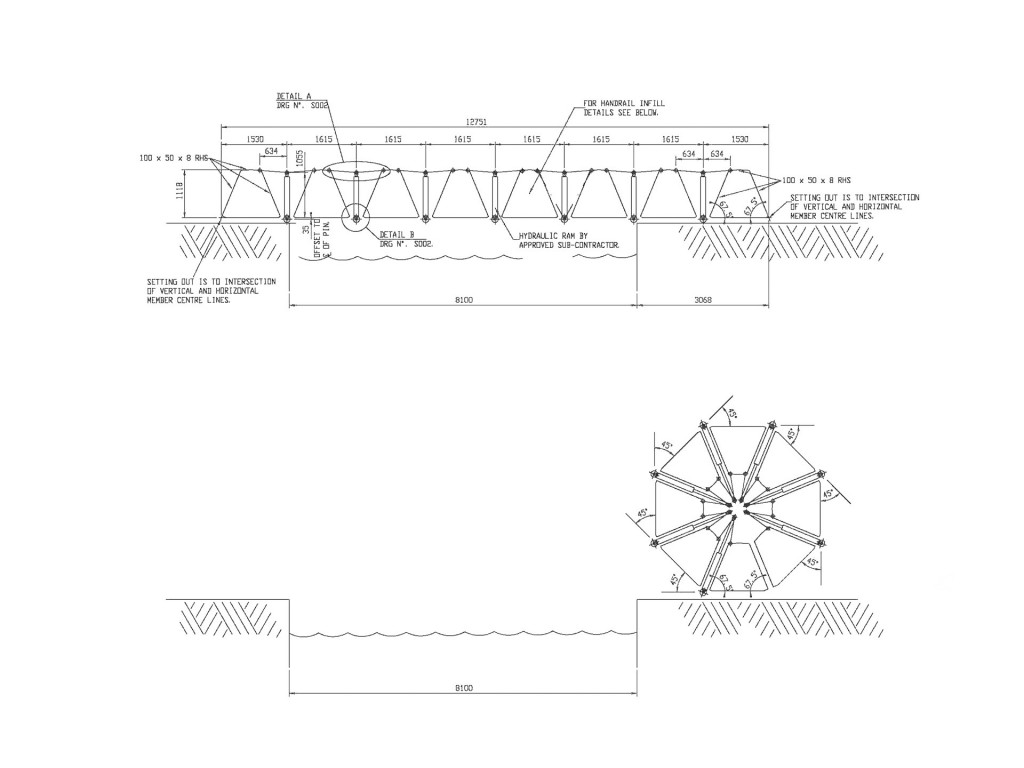 DETAIL A
DRG N°. S002.
FOR HANDRAIL INFILL
DETAILS SEE BELOW.
12751
1530
1615
1615
1615
1615
1615
1615
1530
634
1055
634
634
100 x 50 x 8 RHS
100 x 50 x 8 RHS
1118
67.5°
67.5°
SETTING OUT IS TO INTERSECTION
OF VERTICAL AND HORIZONTAL
MEMBER CENTRE LINES.
35
OFFSET TO
℄ OF PIN.
DETAIL B
DRG N°. S002.
HYDRAULIC RAM BY
APPROVED SUB-CONTRACTOR.
SETTING OUT IS TO INTERSECTION
OF VERTICAL AND HORIZONTAL
MEMBER CENTRE LINES.
8100
3068
45°
45°
45°
45°
45°
45°
45°
67.5°
67.5°
8100